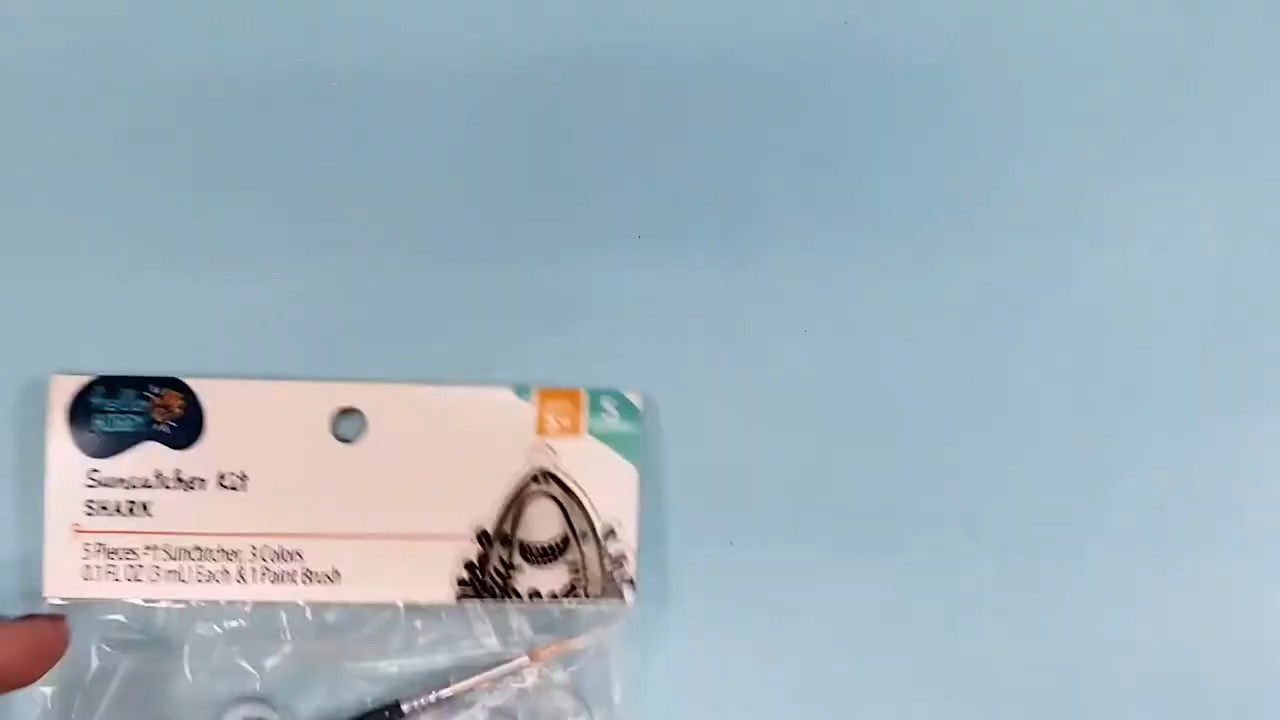 Suncatcher Kit
SHARK
5 Pieces *1 Suncatcher, 3 Colors
0.1 FL OZ (3 mL) Each & 1 Paint Brush